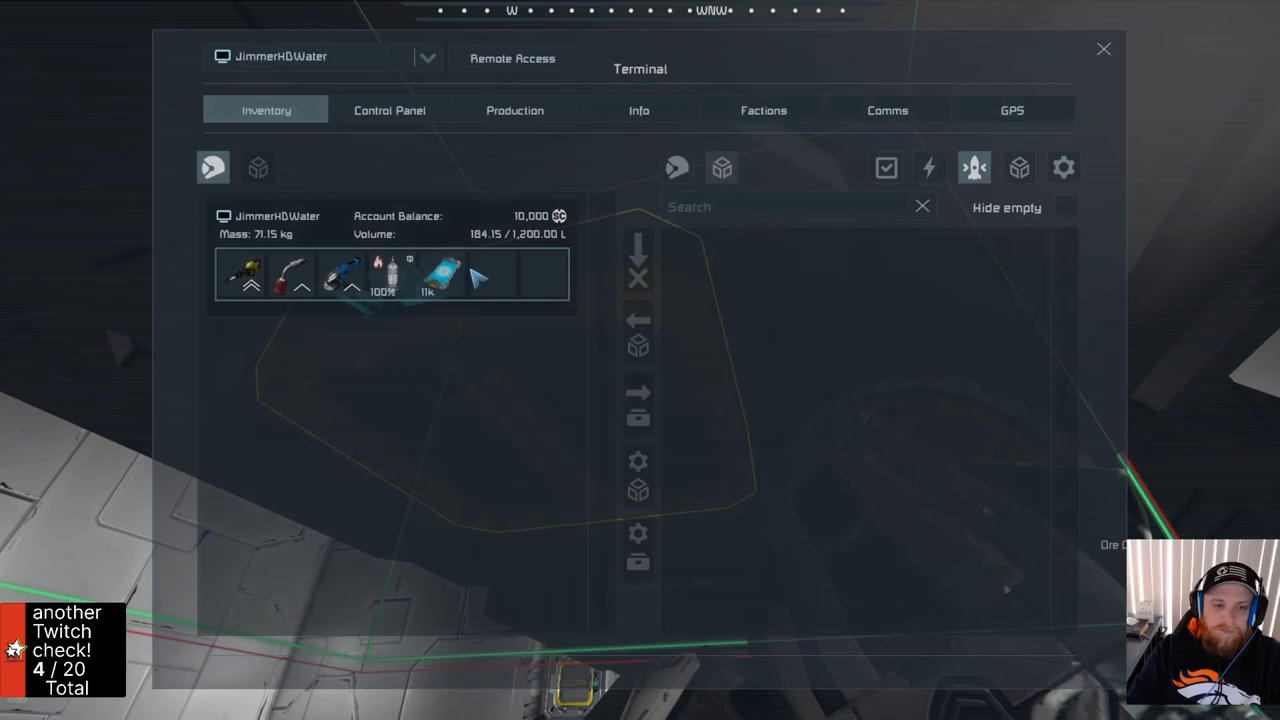 W
WNW
JimmerHDWater
Remote Access
Terminal
Inventory
Control Panel
Production
Info
Factions
Comms
GPS
JimmerHDWater
Account Balance:
10,000 SC
Mass: 71.15 kg
Volume:
184.15 / 1,200.00 L
100%
11k
Search
Hide empty
Ore
another
Twitch
check!
4 / 20
Total